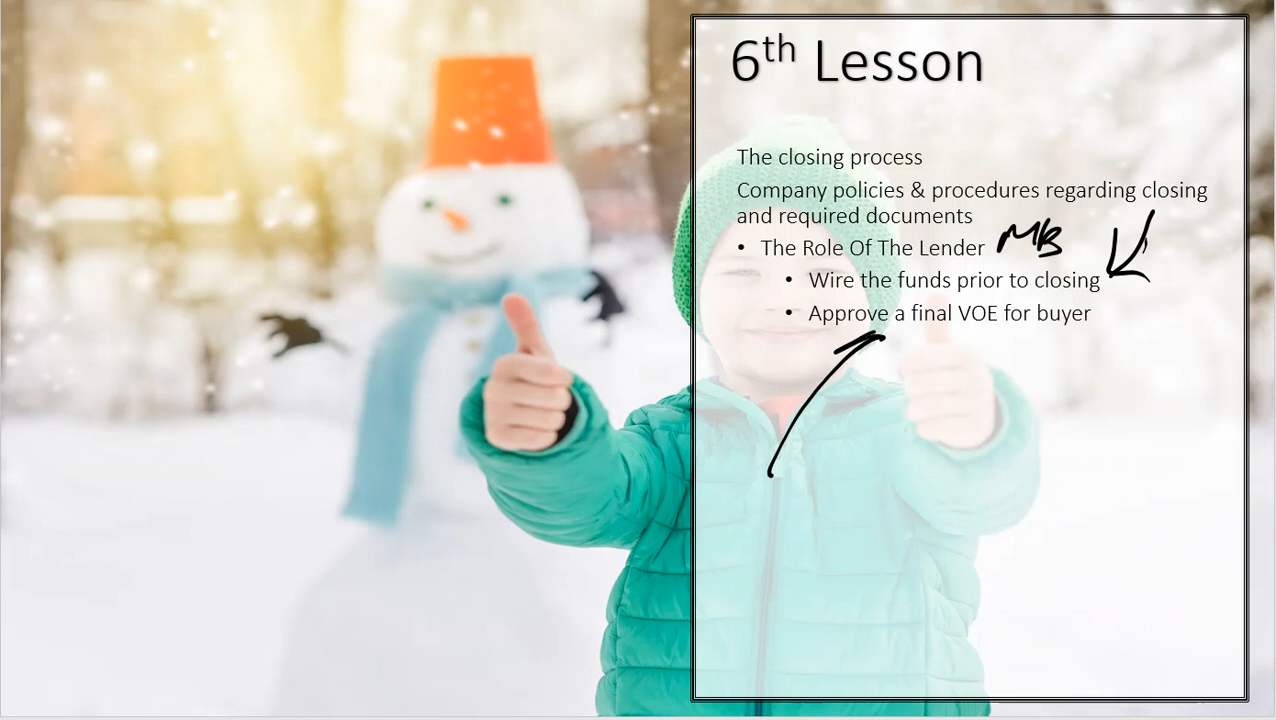 6th Lesson
The closing process
Company policies & procedures regarding closing
and required documents
• The Role Of The Lender MB
• Wire the funds prior to closing
• Approve a final VOE for buyer